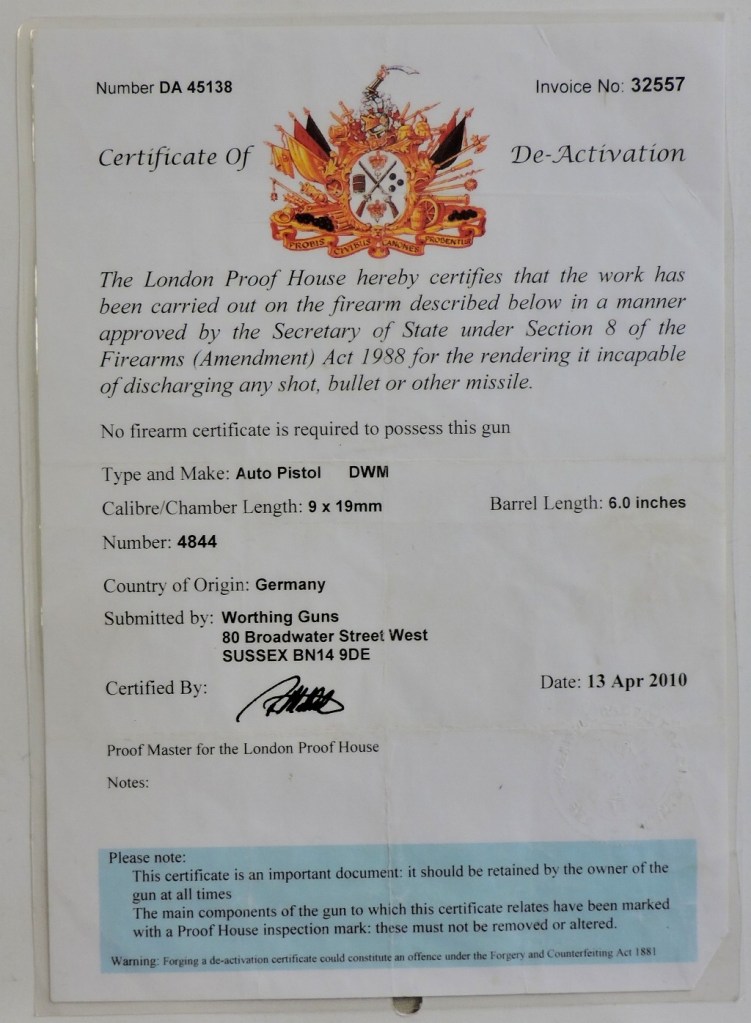 Number DA 45138
Invoice No: 32557
Certificate Of
De-Activation
PROBIS CIVIBUS CANONES PROBENTUR
The London Proof House hereby certifies that the work has
been carried out on the firearm described below in a manner
approved by the Secretary of State under Section 8 of the
Firearms (Amendment) Act 1988 for the rendering it incapable
of discharging any shot, bullet or other missile.
No firearm certificate is required to possess this gun
Type and Make: Auto Pistol DWM
Calibre/Chamber Length: 9 x 19mm
Barrel Length: 6.0 inches
Number: 4844
Country of Origin: Germany
Submitted by: Worthing Guns
80 Broadwater Street West
SUSSEX BN14 9DE
Certified By:
Date: 13 Apr 2010
Proof Master for the London Proof House
Notes:
Please note:
This certificate is an important document: it should be retained by the owner of the
gun at all times
The main components of the gun to which this certificate relates have been marked
with a Proof House inspection mark: these must not be removed or altered.
Warning: Forging a de-activation certificate could constitute an offence under the Forgery and Counterfeiting Act 1881